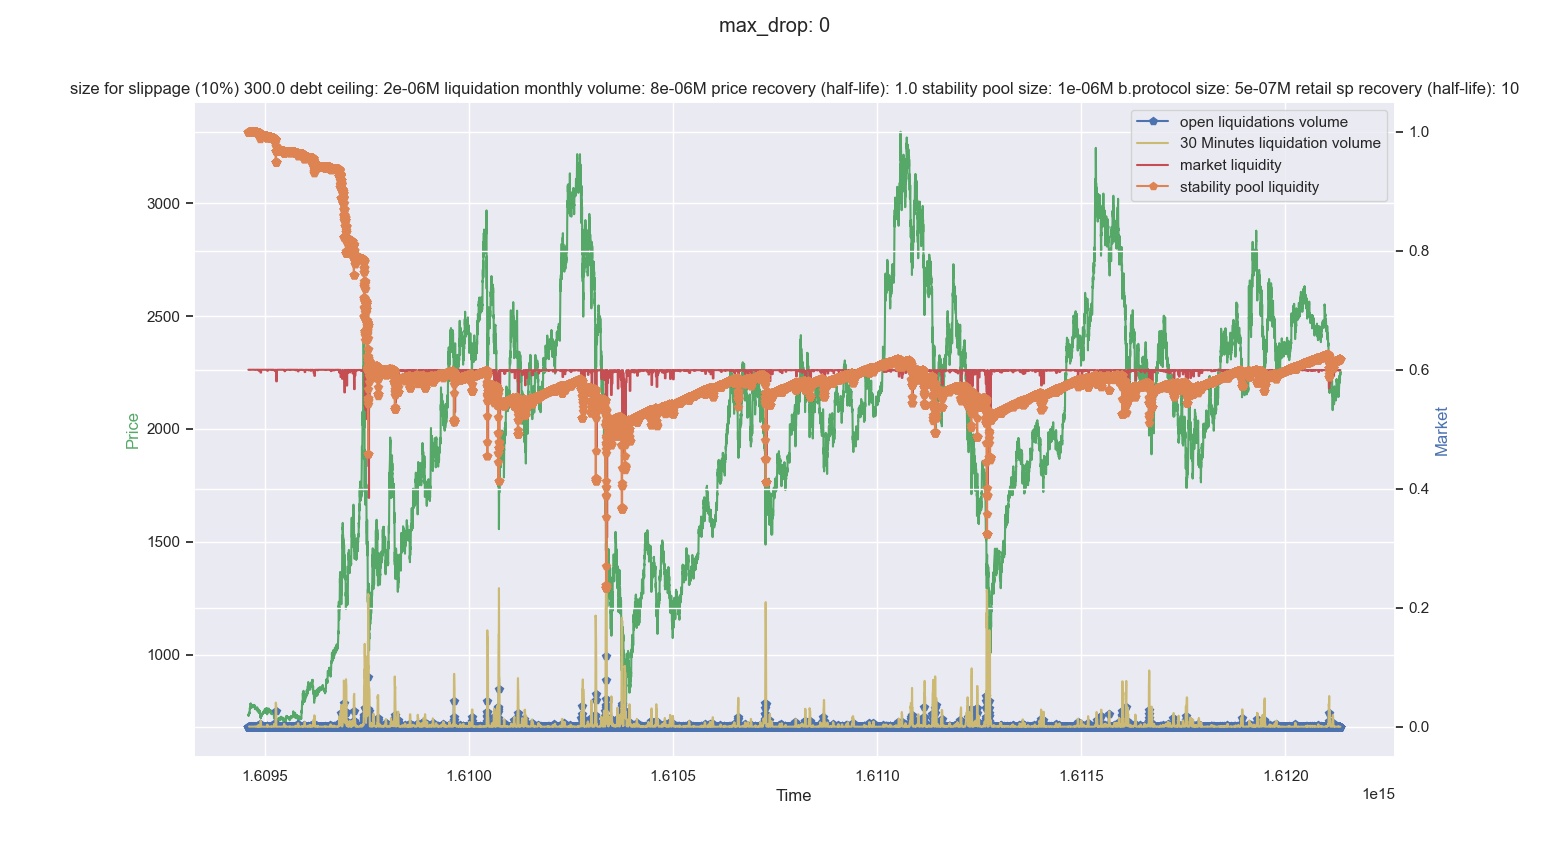 max_drop: 0
size for slippage (10%) 300.0 debt ceiling: 2e-06M liquidation monthly volume: 8e-06M price recovery (half-life): 1.0 stability pool size: 1e-06M b.protocol size: 5e-07M retail sp recovery (half-life): 10
open liquidations volume
30 Minutes liquidation volume
market liquidity
stability pool liquidity
3000
2500
2000
1500
1000
Price
1.0
0.8
0.6
0.4
0.2
0.0
Market
1.6095 1.6100 1.6105 1.6110 1.6115 1.6120
Time
1e15